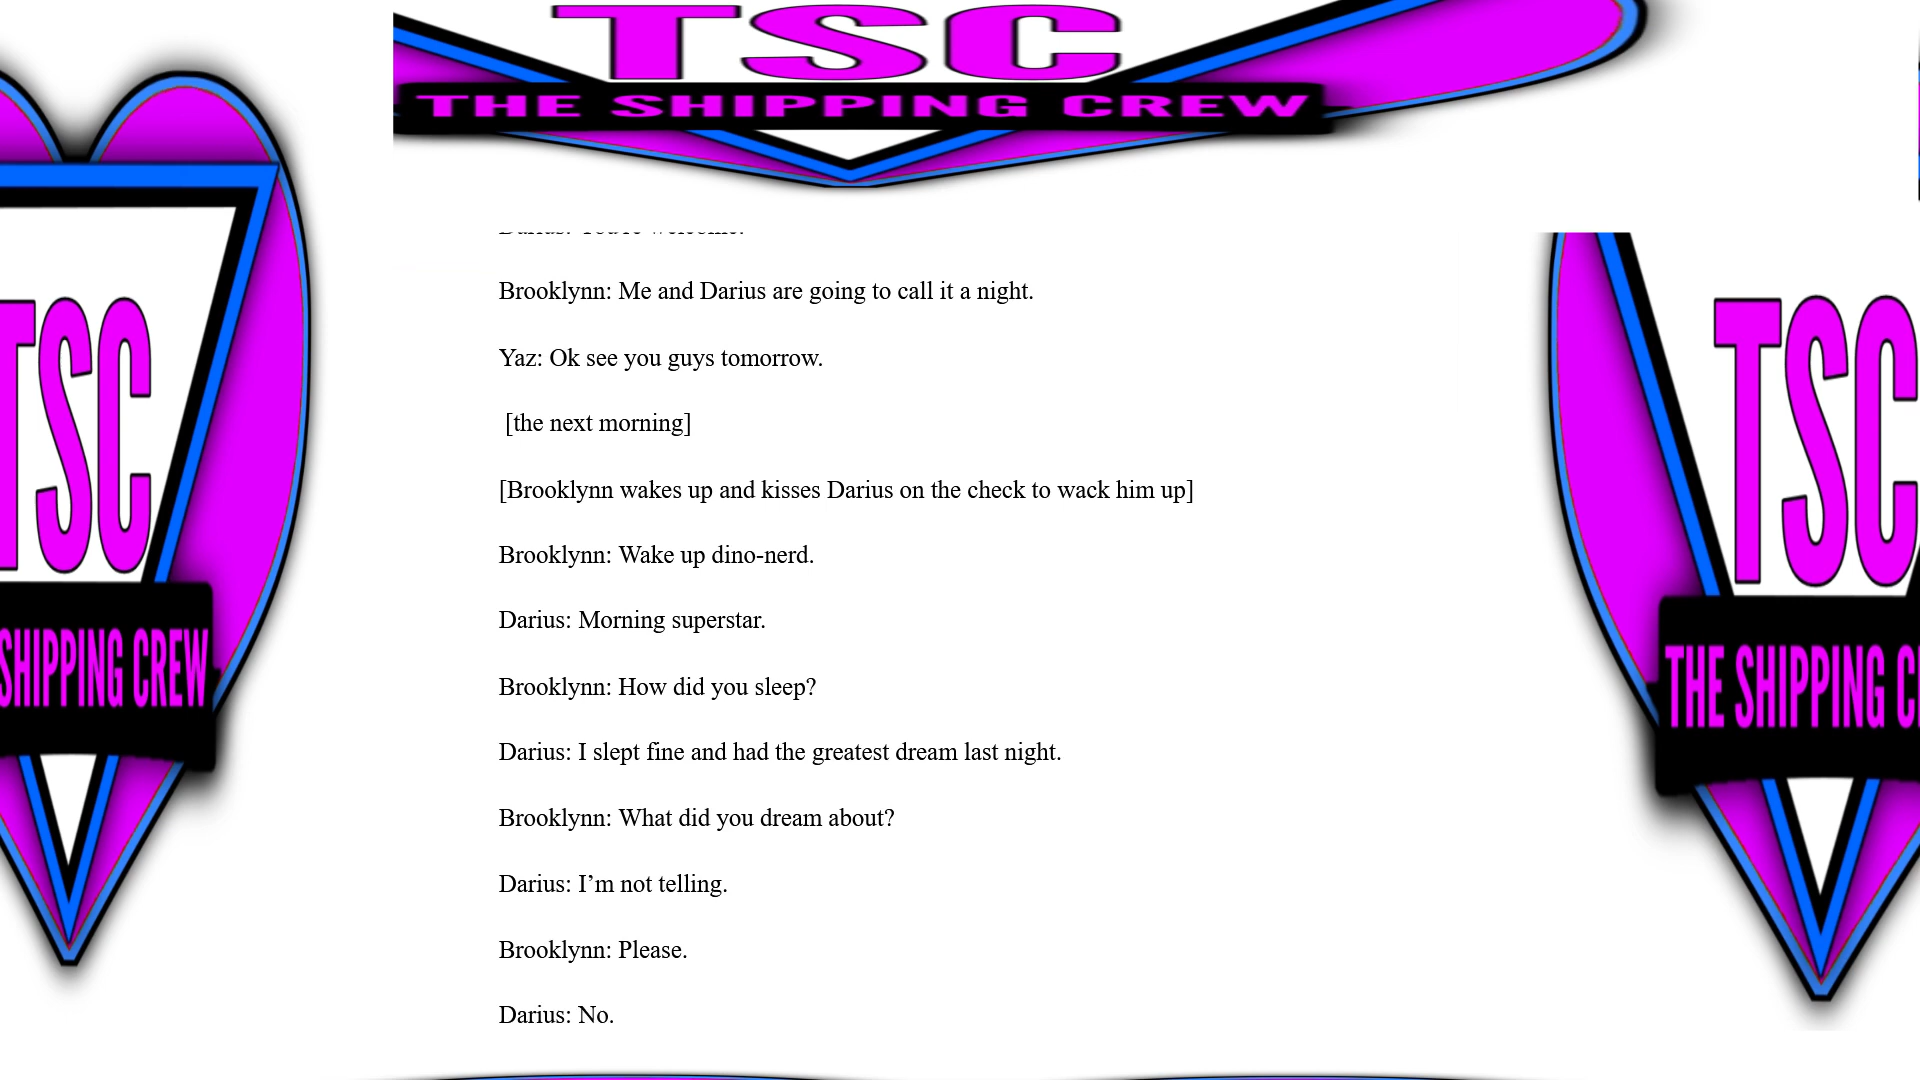 TSC
THE SHIPPING CREW
Darius: You're welcome.
Brooklynn: Me and Darius are going to call it a night.
Yaz: Ok see you guys tomorrow.
[the next morning]
[Brooklynn wakes up and kisses Darius on the check to wack him up]
Brooklynn: Wake up dino-nerd.
Darius: Morning superstar.
Brooklynn: How did you sleep?
Darius: I slept fine and had the greatest dream last night.
Brooklynn: What did you dream about?
Darius: I’m not telling.
Brooklynn: Please.
Darius: No.
TSC
SHIPPING CREW
TSC
THE SHIPPING